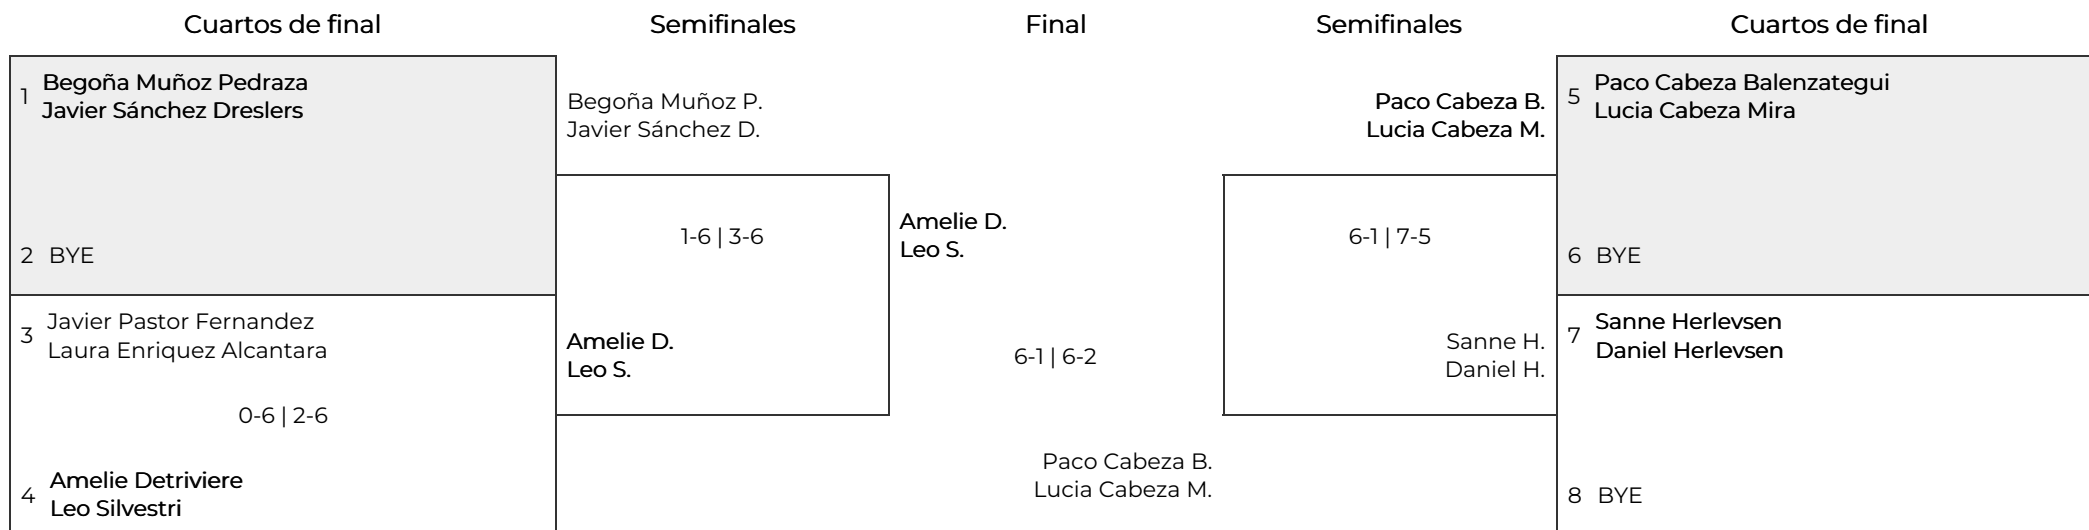 Cuartos de final
Semifinales
Final
Semifinales
Cuartos de final
1
Begoña Muñoz Pedraza
Javier Sánchez Dreslers
2 BYE
3
Javier Pastor Fernandez
Laura Enriquez Alcantara
0-6 | 2-6
4
Amelie Detriviere
Leo Silvestri
Begoña Muñoz P.
Javier Sánchez D.
1-6 | 3-6
Amelie D.
Leo S.
Amelie D.
Leo S.
6-1 | 6-2
Paco Cabeza B.
Lucia Cabeza M.
Paco Cabeza B.
Lucia Cabeza M.
6-1 | 7-5
Sanne H.
Daniel H.
5
Paco Cabeza Balenzategui
Lucia Cabeza Mira
6 BYE
7
Sanne Herlevsen
Daniel Herlevsen
8 BYE